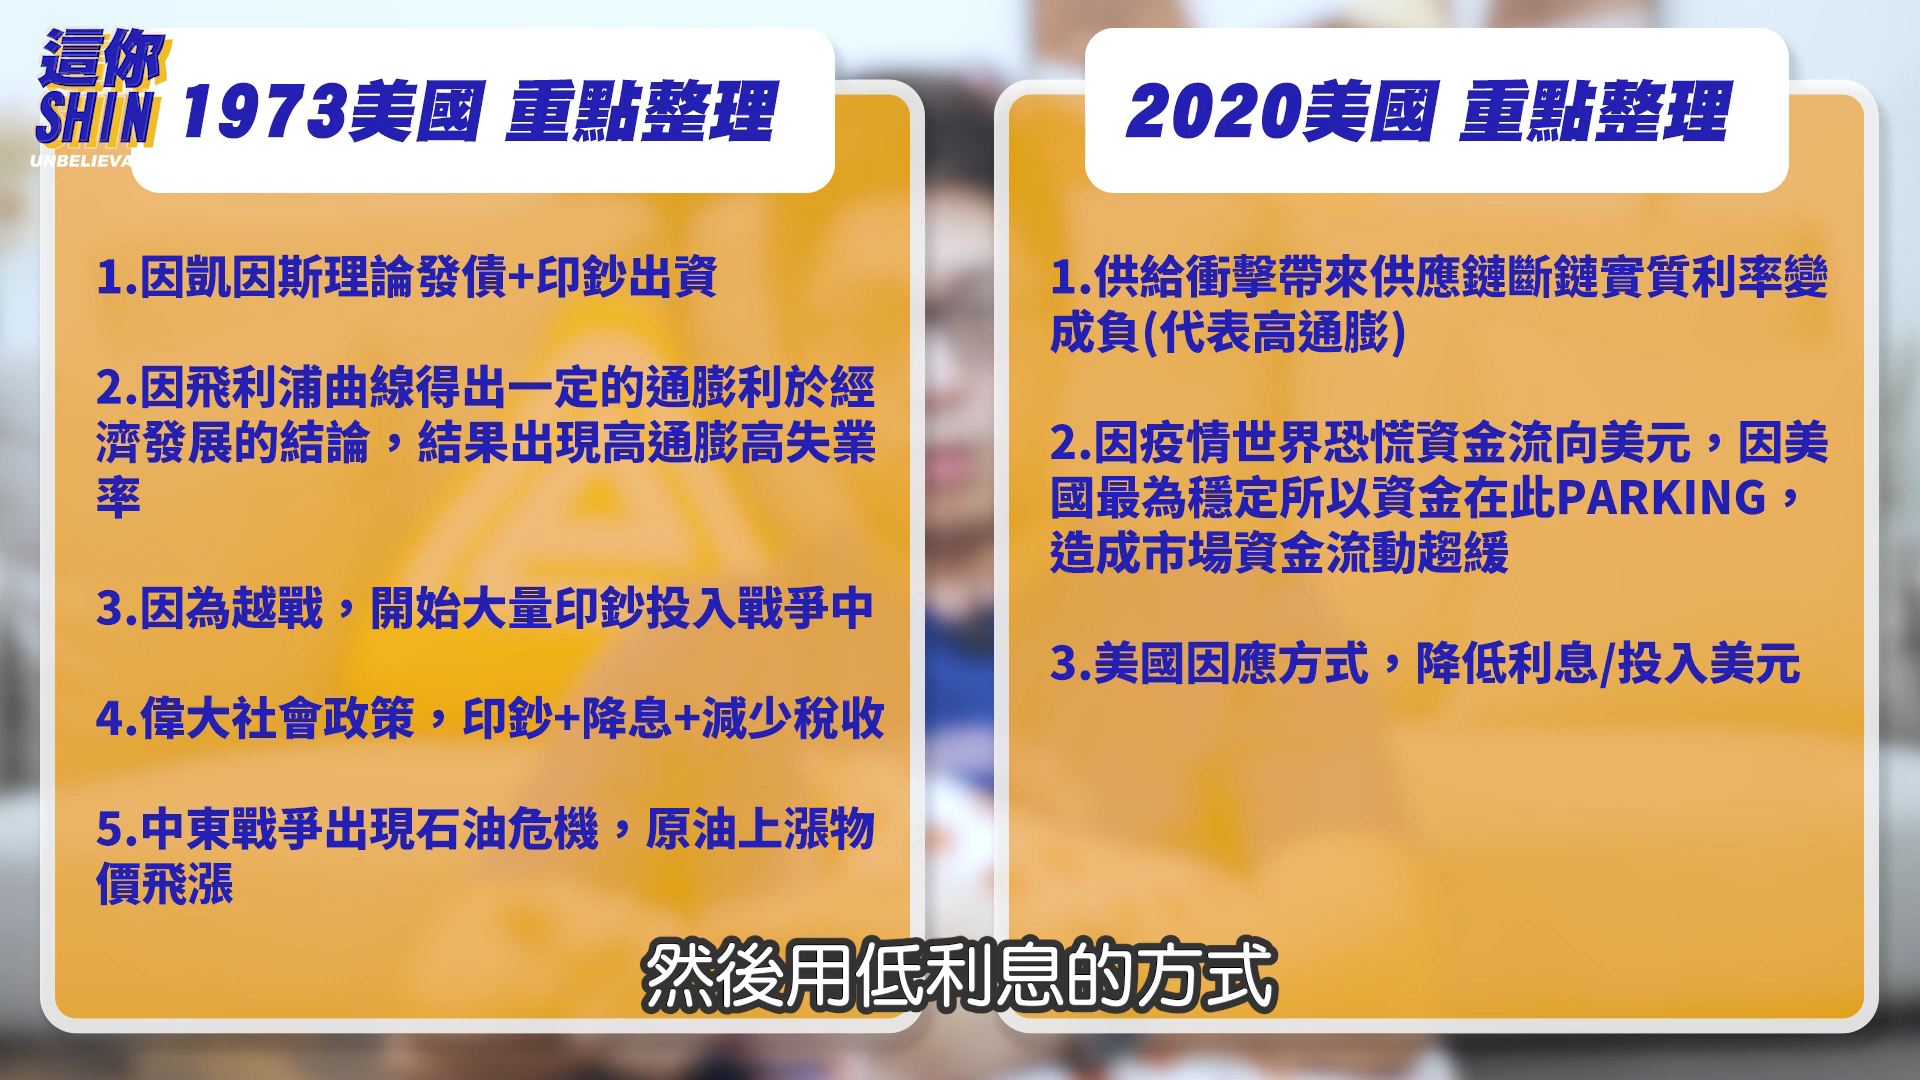 這你
SHIN
UNBELIEVA
1973美國 重點整理
1.因凱因斯理論發債+印鈔出資
2.因飛利浦曲線得出一定的通膨利於經
濟發展的結論，結果出現高通膨高失業
率
3.因為越戰，開始大量印鈔投入戰爭中
4.偉大社會政策，印鈔+降息+減少稅收
5.中東戰爭出現石油危機，原油上漲物
價飛漲
2020美國 重點整理
1.供給衝擊帶來供應鏈斷鏈實質利率變
成負(代表高通膨)
2.因疫情世界恐慌資金流向美元，因美
國最為穩定所以資金在此PARKING，
造成市場資金流動趨緩
3.美國因應方式，降低利息/投入美元
然後用低利息的方式